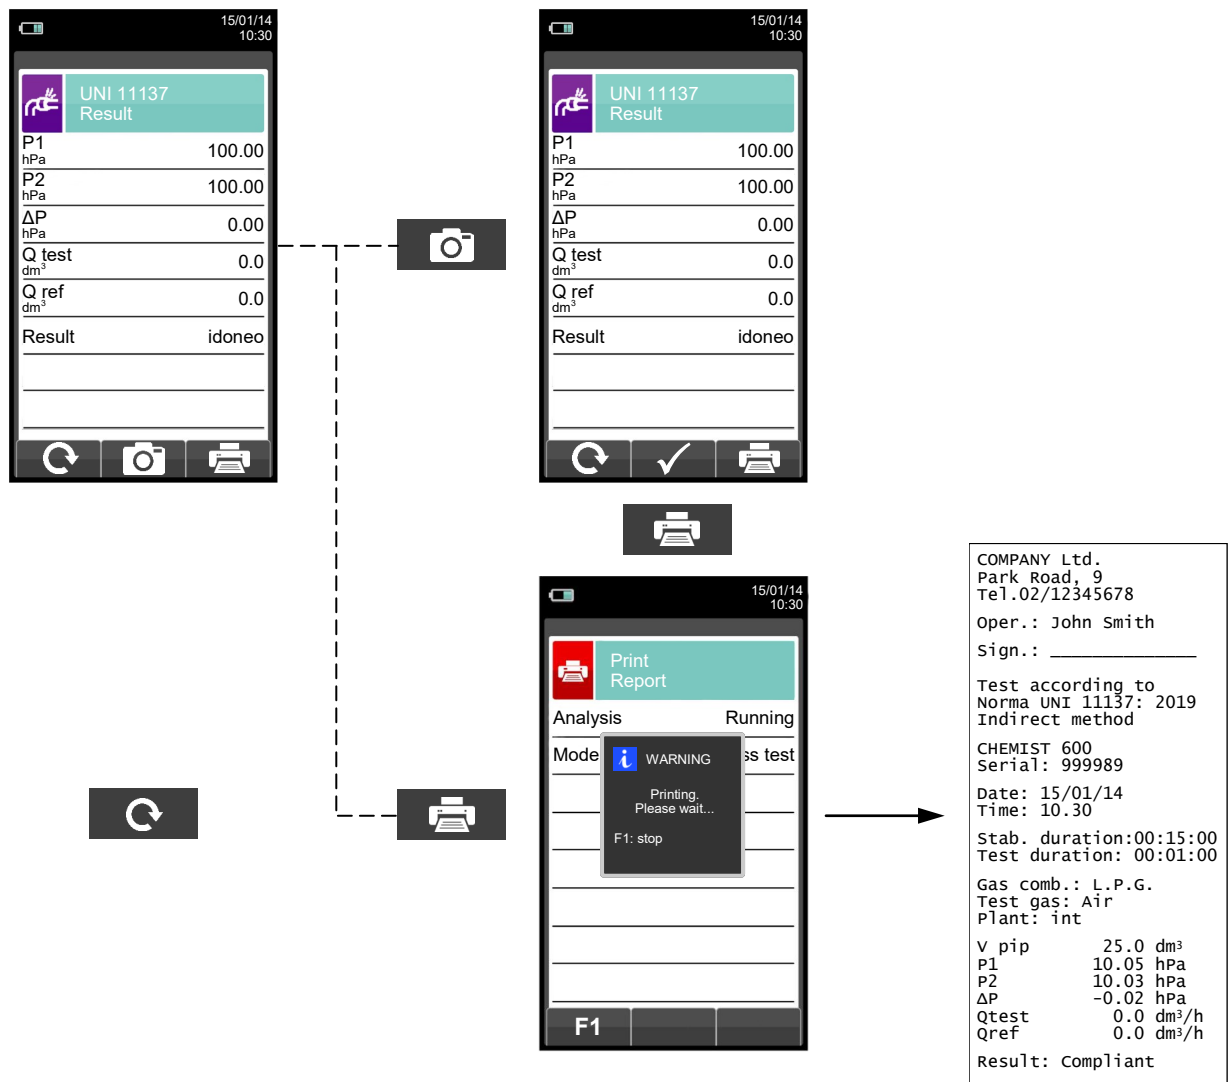 15/01/14
10:30
UNI 11137
Result
P1
hPa
100.00
P2
hPa
100.00
ΔP
hPa
0.00
Q test
dm³
0.0
Q ref
dm³
0.0
Result idoneo
15/01/14
10:30
UNI 11137
Result
P1
hPa
100.00
P2
hPa
100.00
ΔP
hPa
0.00
Q test
dm³
0.0
Q ref
dm³
0.0
Result idoneo
15/01/14
10:30
Print
Report
Analysis Running
Mode ss test
i WARNING
Printing.
Please wait...
F1: stop
F1
COMPANY Ltd.
Park Road, 9
Tel.02/12345678
Oper.: John Smith
Sign.: ______________
Test according to
Norma UNI 11137: 2019
Indirect method
CHEMIST 600
Serial: 999989
Date: 15/01/14
Time: 10.30
Stab. duration:00:15:00
Test duration: 00:01:00
Gas comb.: L.P.G.
Test gas: Air
Plant: int
V pip 25.0 dm³
P1 10.05 hPa
P2 10.03 hPa
ΔP -0.02 hPa
Qtest 0.0 dm³/h
Qref 0.0 dm³/h
Result: Compliant